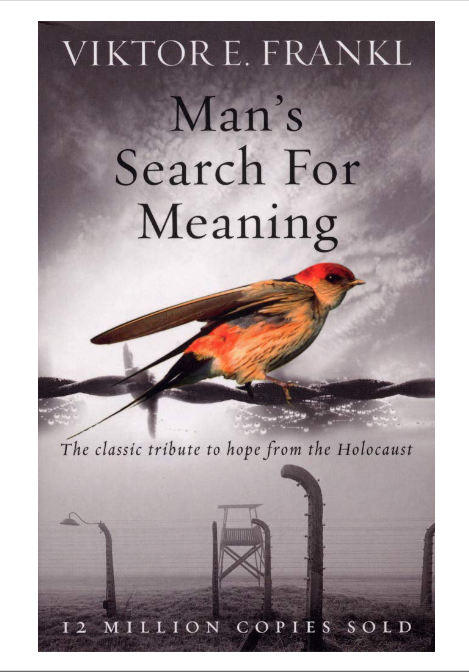 VIKTOR E. FRANKL
Man's
Search For
Meaning
The classic tribute to hope from the Holocaust
12 MILLION COPIES SOLD